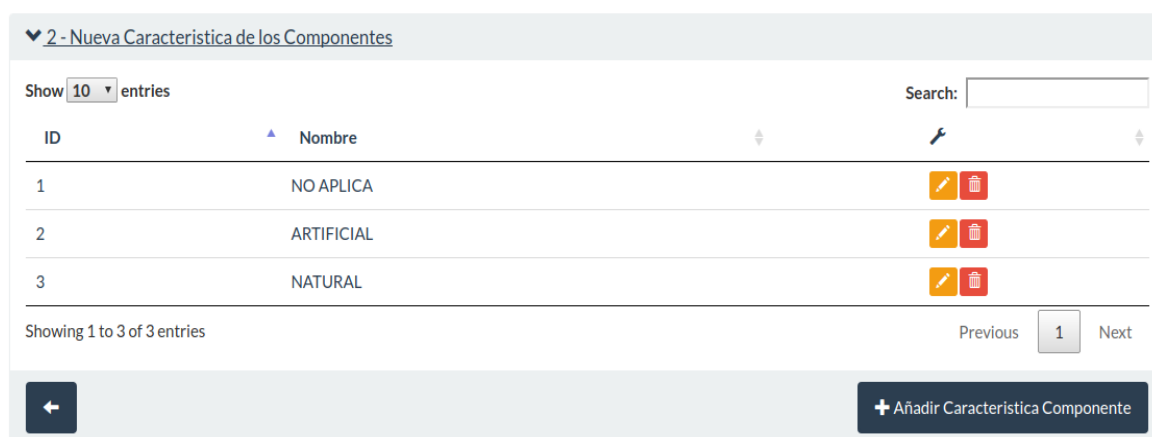 2 - Nueva Caracteristica de los Componentes
Show 10 entries Search:
ID Nombre
1 NO APLICA
2 ARTIFICIAL
3 NATURAL
Showing 1 to 3 of 3 entries Previous 1 Next
Añadir Caracteristica Componente